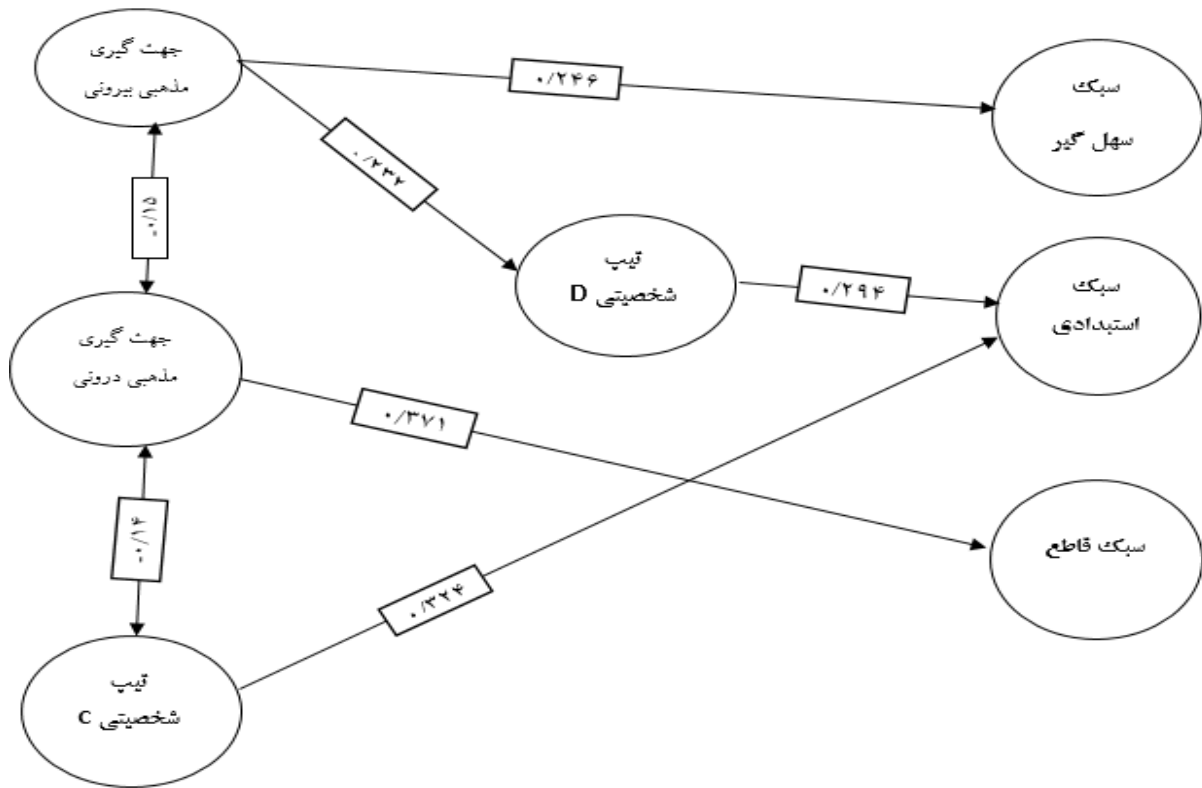 جهت گیری
مذهبی بیرونی
۰/۲۴۶
سبک
سهل گیر
۰/۲۳۲
-۰/۱۵
تیپ
شخصیتی D
۰/۲۹۴
سبک
استبدادی
جهت گیری
مذهبی درونی
۰/۳۷۱
-۰/۱۴
سبک قاطع
۰/۳۲۴
تیپ
شخصیتی C